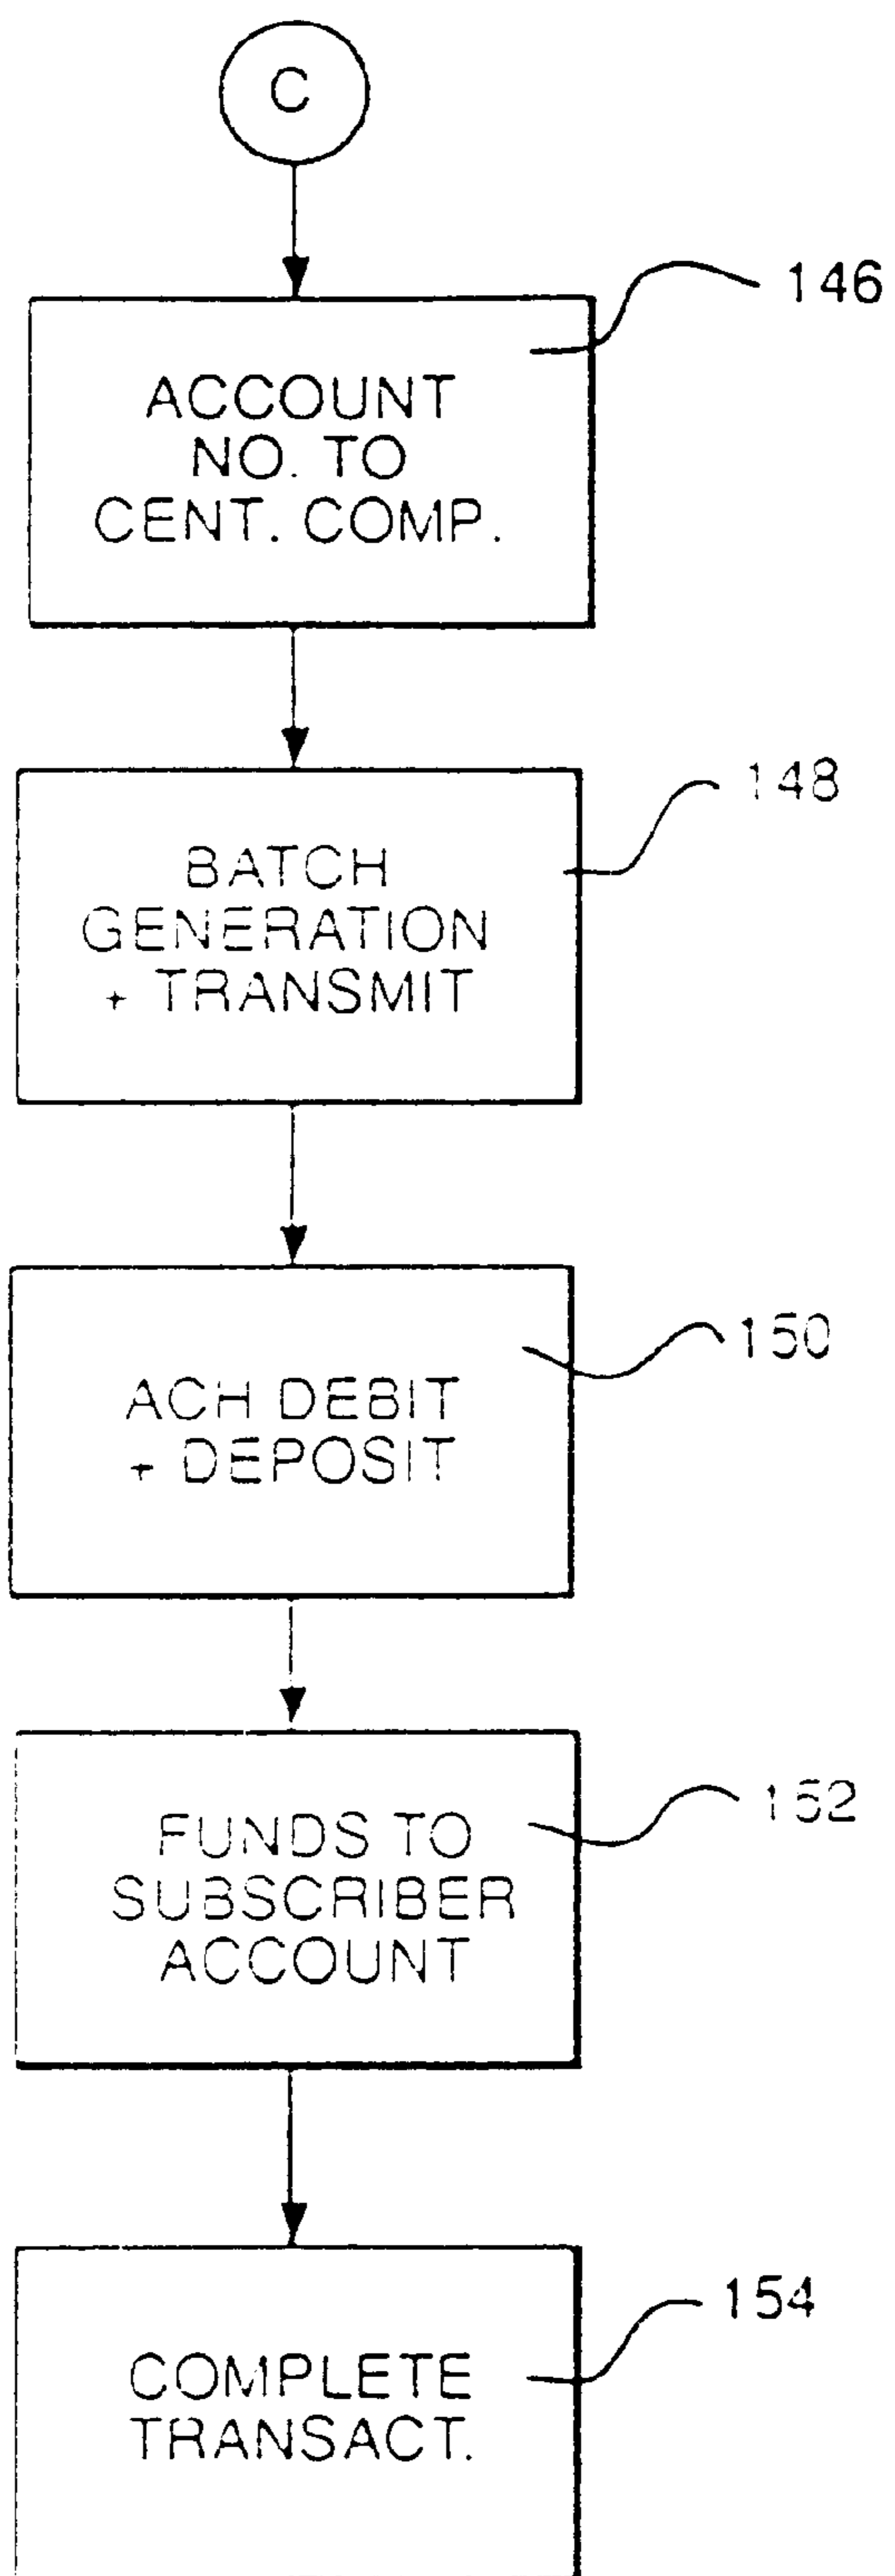 C
146
ACCOUNT
NO. TO
CENT. COMP.
148
BATCH
GENERATION
+ TRANSMIT
150
ACH DEBIT
+ DEPOSIT
152
FUNDS TO
SUBSCRIBER
ACCOUNT
154
COMPLETE
TRANSACT.